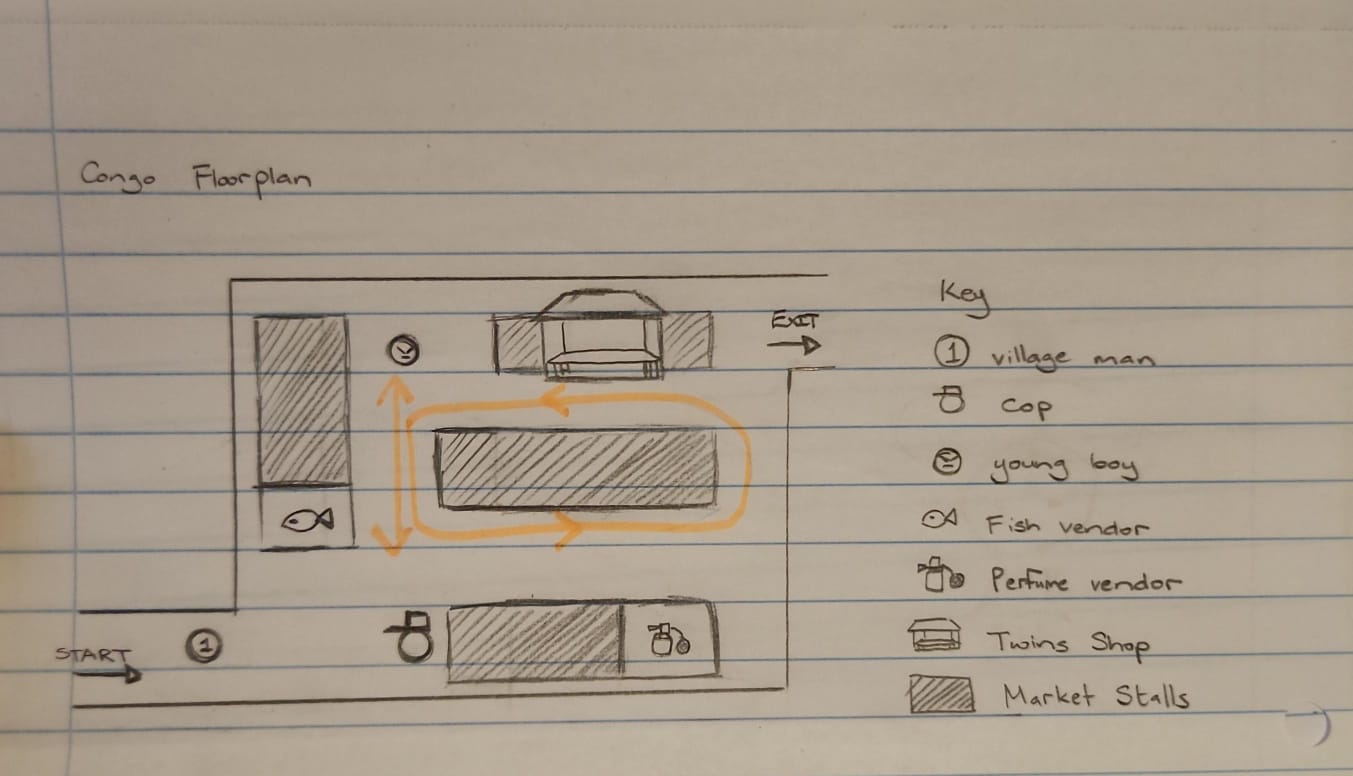 Congo Floorplan
EXIT
START
1
Key
1 village man
Cop
young boy
Fish vendor
Perfume vendor
Twins Shop
Market Stalls